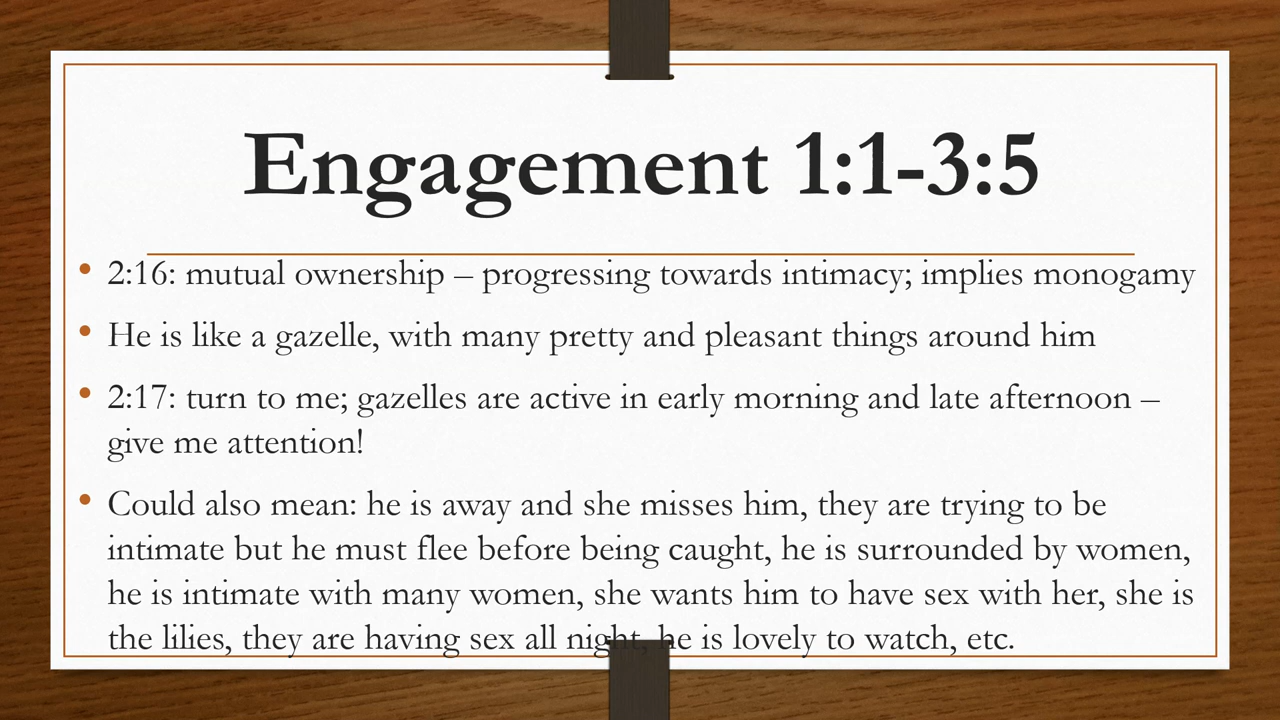 Engagement 1:1-3:5
• 2:16: mutual ownership – progressing towards intimacy; implies monogamy
• He is like a gazelle, with many pretty and pleasant things around him
• 2:17: turn to me; gazelles are active in early morning and late afternoon –
give me attention!
• Could also mean: he is away and she misses him, they are trying to be
intimate but he must flee before being caught, he is surrounded by women,
he is intimate with many women, she wants him to have sex with her, she is
the lilies, they are having sex all night, he is lovely to watch, etc.